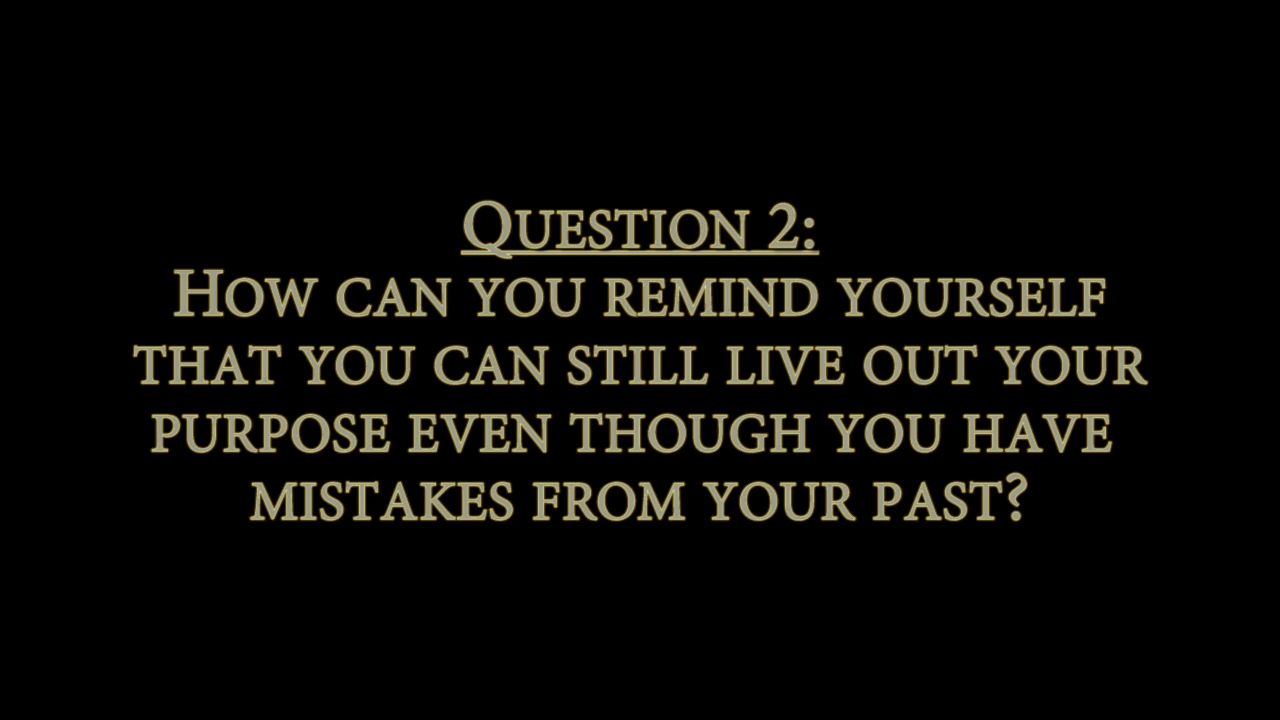 Question 2:
How can you remind yourself
that you can still live out your
purpose even though you have
mistakes from your past?